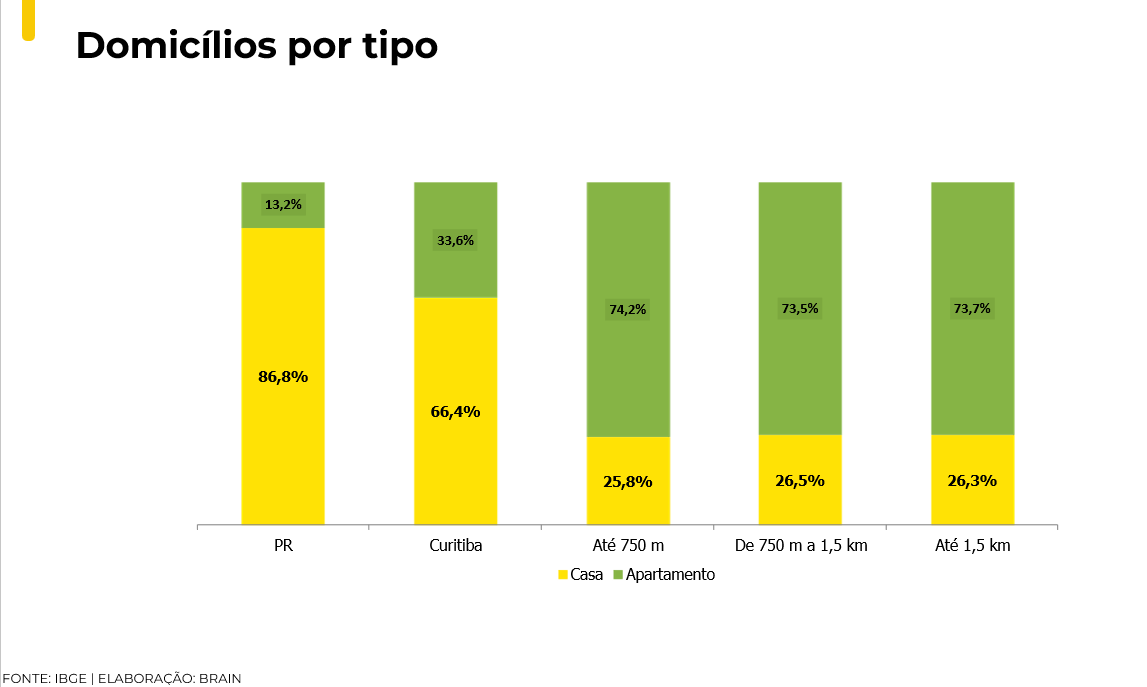 Domicílios por tipo
13,2%
33,6%
74,2%
73,5%
73,7%
86,8%
66,4%
25,8%
26,5%
26,3%
PR
Curitiba
Até 750 m
De 750 m a 1,5 km
Até 1,5 km
Casa
Apartamento
FONTE: IBGE | ELABORAÇÃO: BRAIN